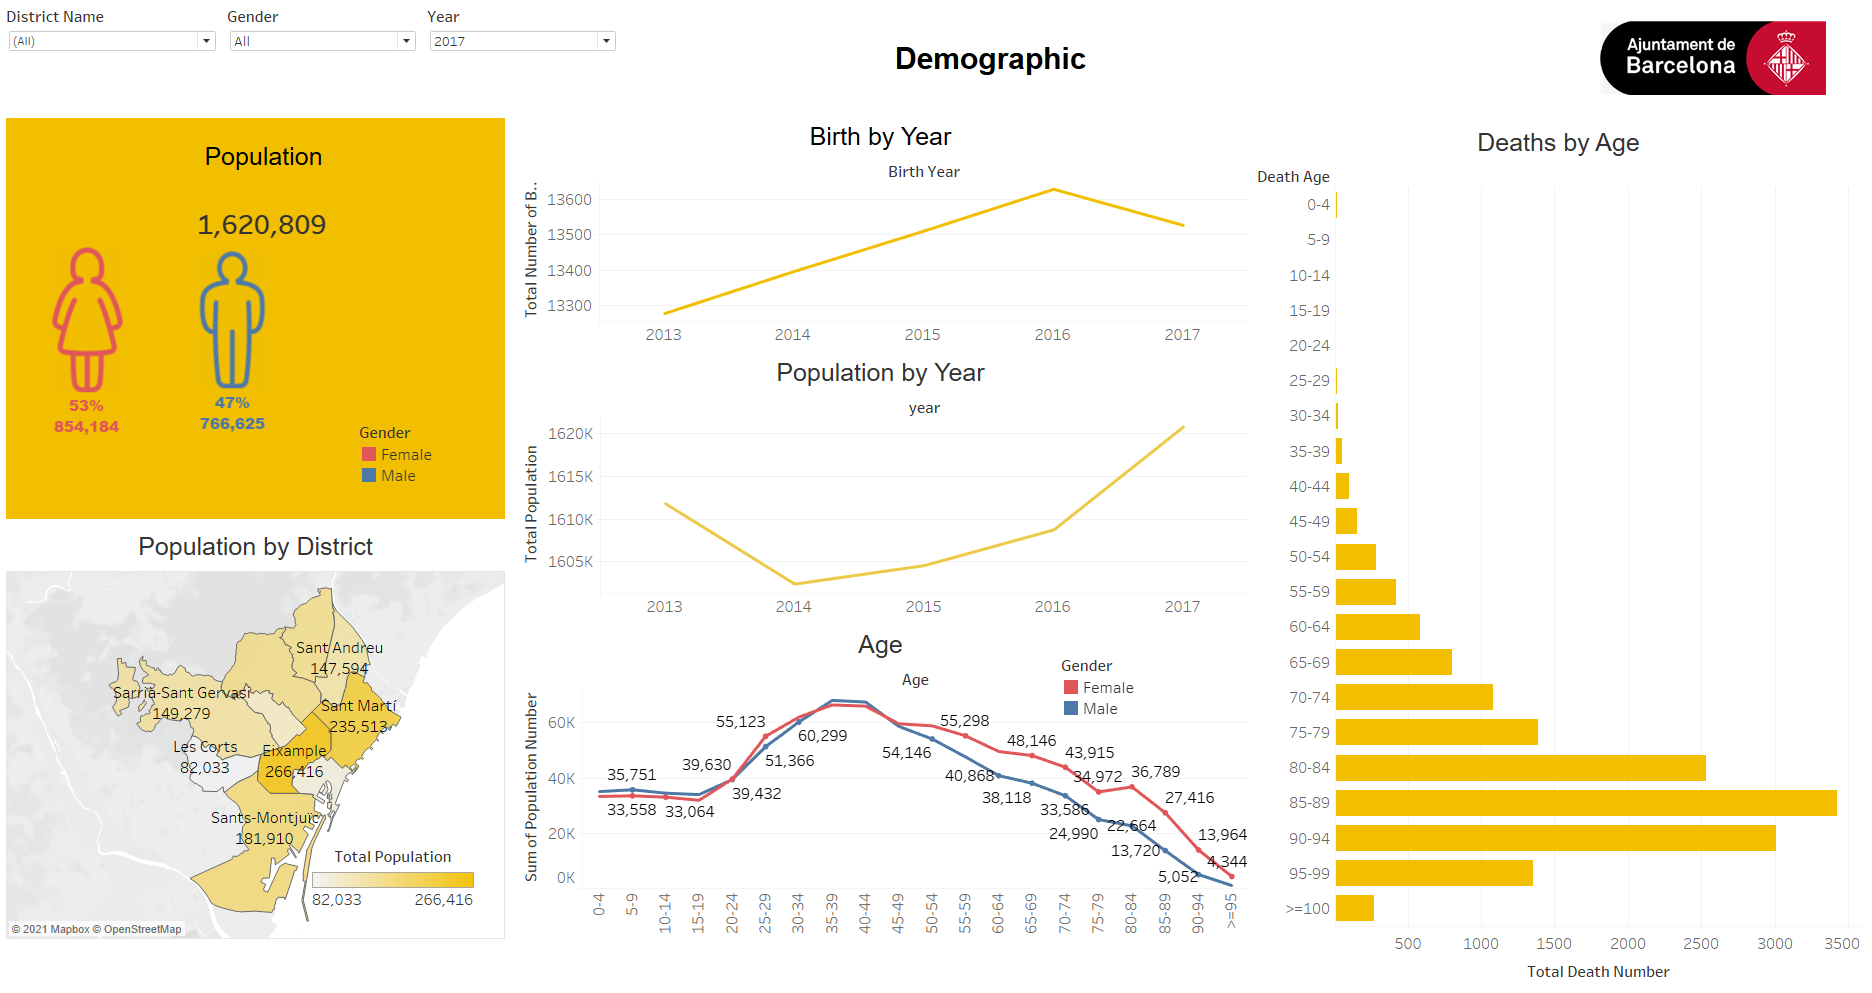 District Name
(All)
Gender
All
Year
2017
Demographic
Ajuntament de
Barcelona
Population
1,620,809
53%
854,184
47%
766,625
Gender
Female
Male
Population by District
Sant Andreu
147,594
Sarrià-Sant Gervasi
149,279
Sant Martí
235,513
Les Corts
82,033
Eixample
266,416
Sants-Montjuïc
181,910
Total Population
82,033
266,416
© 2021 Mapbox © OpenStreetMap
Birth by Year
Birth Year
Total Number of B..
13600
13500
13400
13300
2013
2014
2015
2016
2017
Population by Year
year
Total Population
1620K
1615K
1610K
1605K
2013
2014
2015
2016
2017
Age
Age
Gender
Female
Male
Sum of Population Number
60K
40K
20K
0K
35,751
33,558
33,064
39,630
39,432
55,123
51,366
60,299
54,146
55,298
40,868
48,146
38,118
43,915
33,586
34,972
24,990
36,789
22,664
27,416
13,720
13,964
5,052
4,344
0-4
5-9
10-14
15-19
20-24
25-29
30-34
35-39
40-44
45-49
50-54
55-59
60-64
65-69
70-74
75-79
80-84
85-89
90-94
>=95
Deaths by Age
Death Age
0-4
5-9
10-14
15-19
20-24
25-29
30-34
35-39
40-44
45-49
50-54
55-59
60-64
65-69
70-74
75-79
80-84
85-89
90-94
95-99
>=100
500
1000
1500
2000
2500
3000
3500
Total Death Number